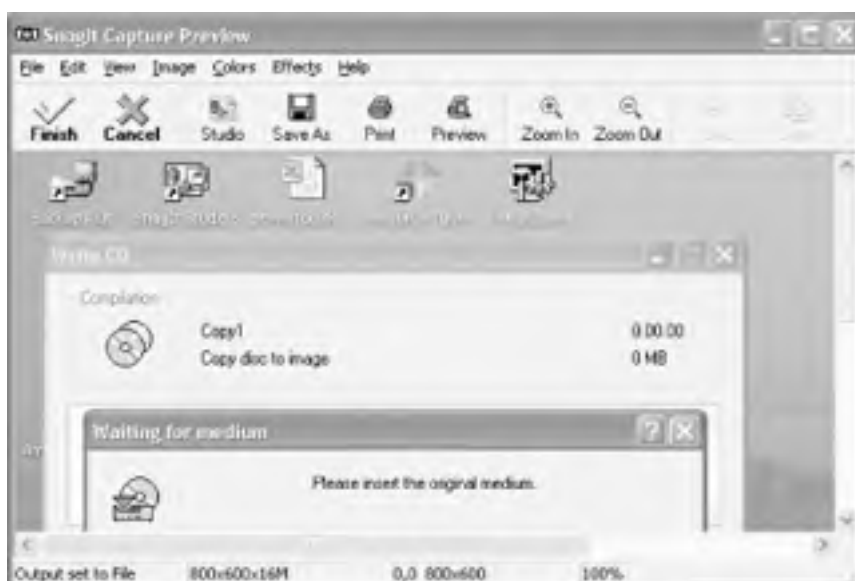 SnagIt Capture Preview
File Edit View Image Colors Effects Help
Finish Cancel Studio Save As Print Preview Zoom In Zoom Out
Write CD
Compilation
Copy1 0:00.00
Copy disc to image 0 MB
Waiting for medium
Please insert the original medium.
Output set to File 800x600x16M 0,0 800x600 100%